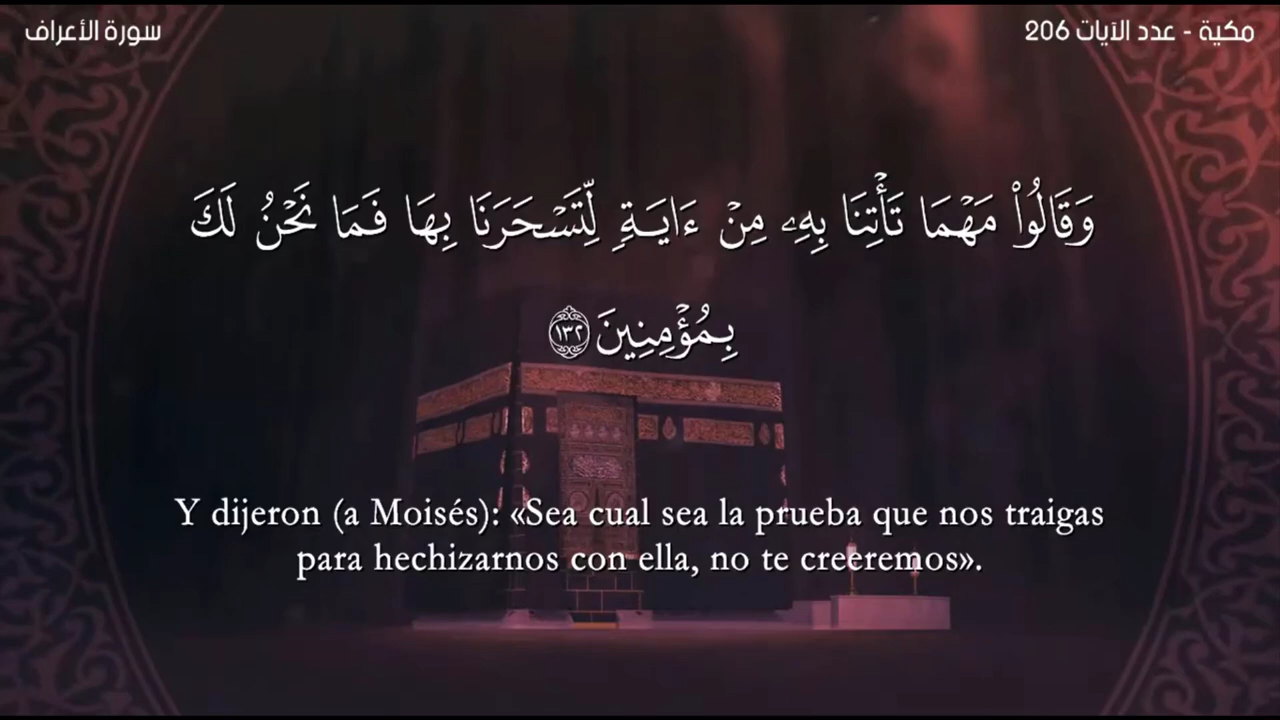 سورة الأعراف
مكية - عدد الآيات 206
وَقَالُوا۟ مَهْمَا تَأْتِنَا بِهِۦ مِنْ ءَايَةٍ لِّتَسْحَرَنَا بِهَا فَمَا نَحْنُ لَكَ
بِمُؤْمِنِينَ ١٣٢
Y dijeron (a Moisés): «Sea cual sea la prueba que nos traigas
para hechizarnos con ella, no te creeremos».